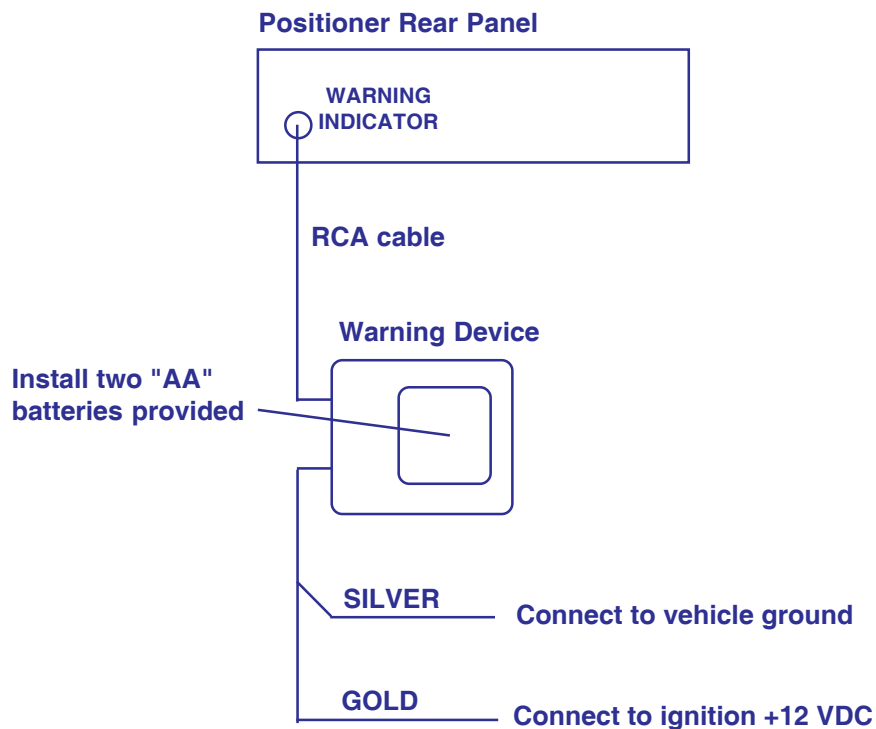 Positioner Rear Panel
WARNING
INDICATOR
RCA cable
Warning Device
Install two "AA"
batteries provided
SILVER
Connect to vehicle ground
GOLD
Connect to ignition +12 VDC